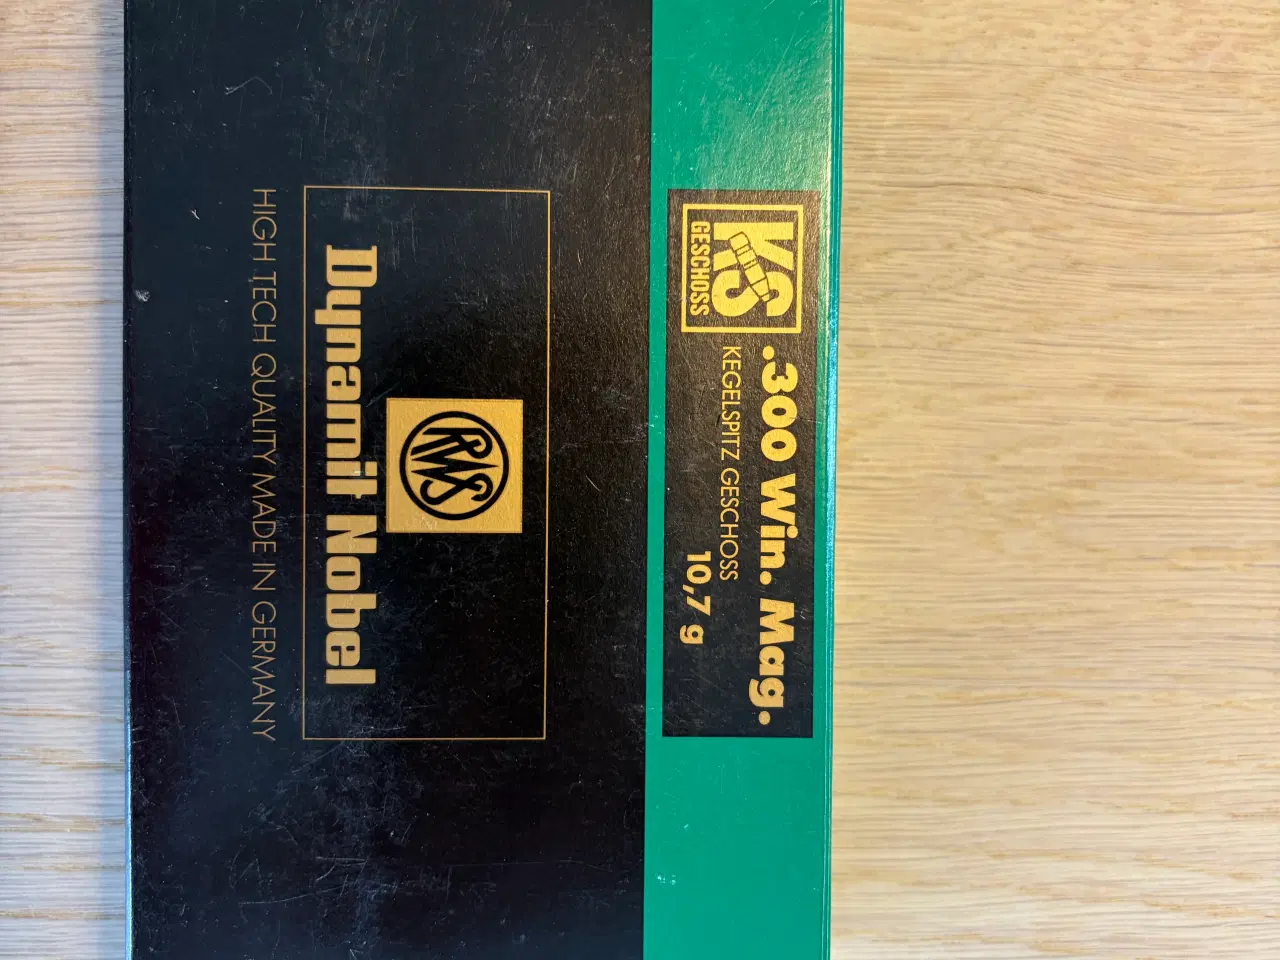 KS
GESCHOSS
.300 Win. Mag.
KEGELSPITZ GESCHOSS
10,7 g
RWS
Dynamit Nobel
HIGH TECH QUALITY MADE IN GERMANY